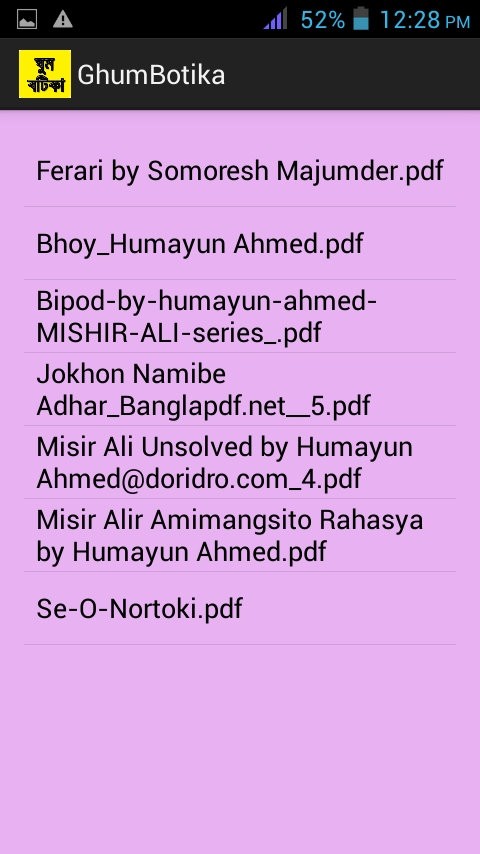 52% 12:28 PM
ঘুম
বটিকা
GhumBotika
Ferari by Somoresh Majumder.pdf
Bhoy_Humayun Ahmed.pdf
Bipod-by-humayun-ahmed-
MISHIR-ALI-series_.pdf
Jokhon Namibe
Adhar_Banglapdf.net__5.pdf
Misir Ali Unsolved by Humayun
Ahmed@doridro.com_4.pdf
Misir Alir Amimangsito Rahasya
by Humayun Ahmed.pdf
Se-O-Nortoki.pdf